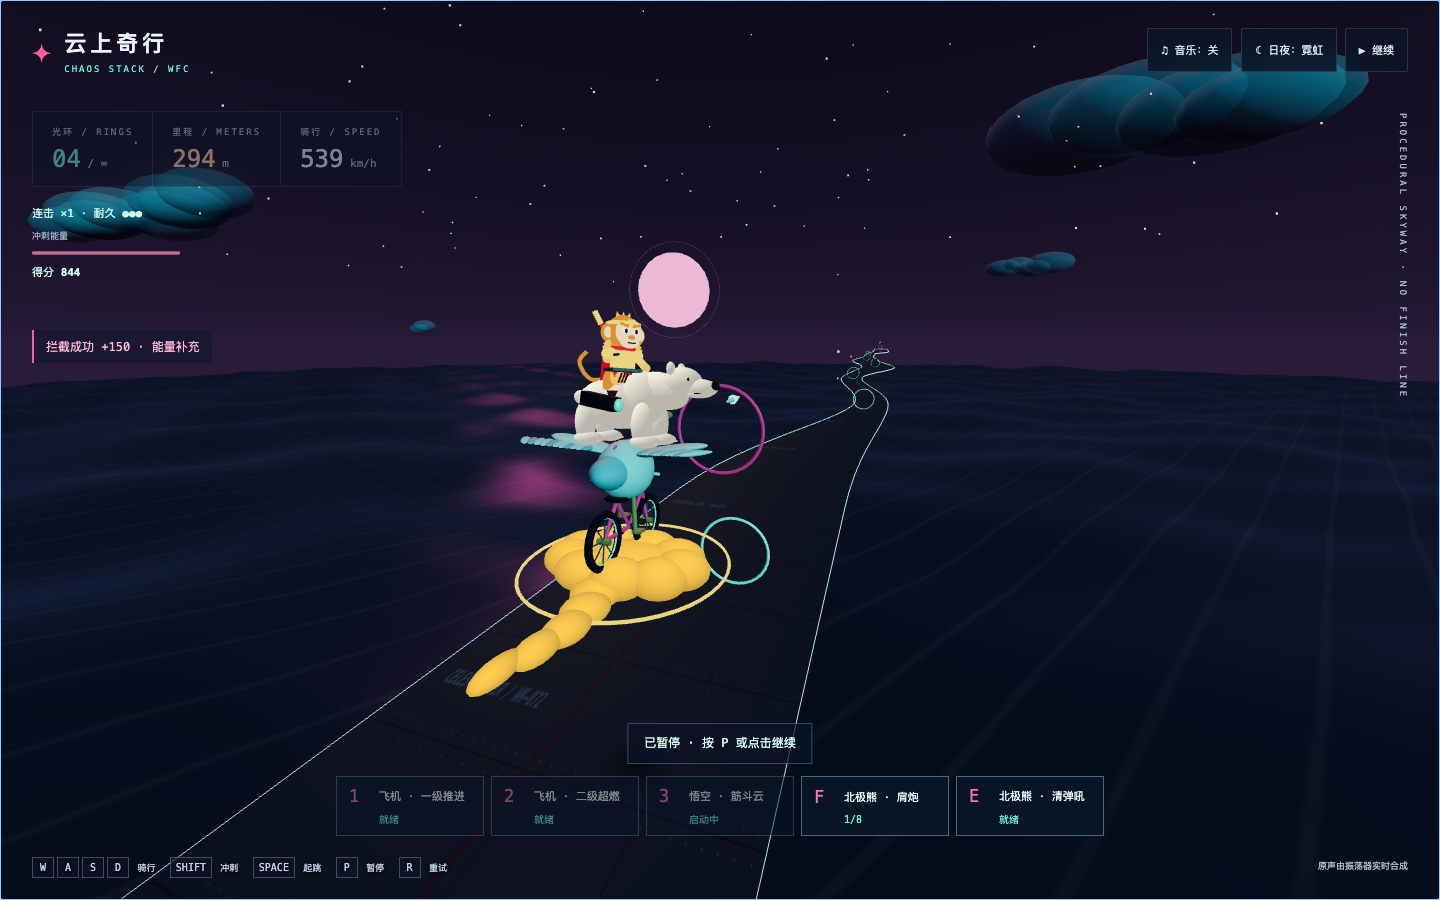 云上奇行
CHAOS STACK / WFC
♫ 音乐: 关
☾ 日夜: 霓虹
▶ 继续
光环 / RINGS
04 / ∞
里程 / METERS
294 m
骑行 / SPEED
539 km/h
连击 ×1 · 耐久 ●●●
冲刺能量
得分 844
拦截成功 +150 · 能量补充
PROCEDURAL SKYWAY · NO FINISH LINE
已暂停 · 按 P 或点击继续
1 飞机 · 一级推进
就绪
2 飞机 · 二级超燃
就绪
3 悟空 · 筋斗云
启动中
F 北极熊 · 肩炮
1/8
E 北极熊 · 清弹吼
就绪
W A S D 骑行 SHIFT 冲刺 SPACE 起跳 P 暂停 R 重试
原声由振荡器实时合成